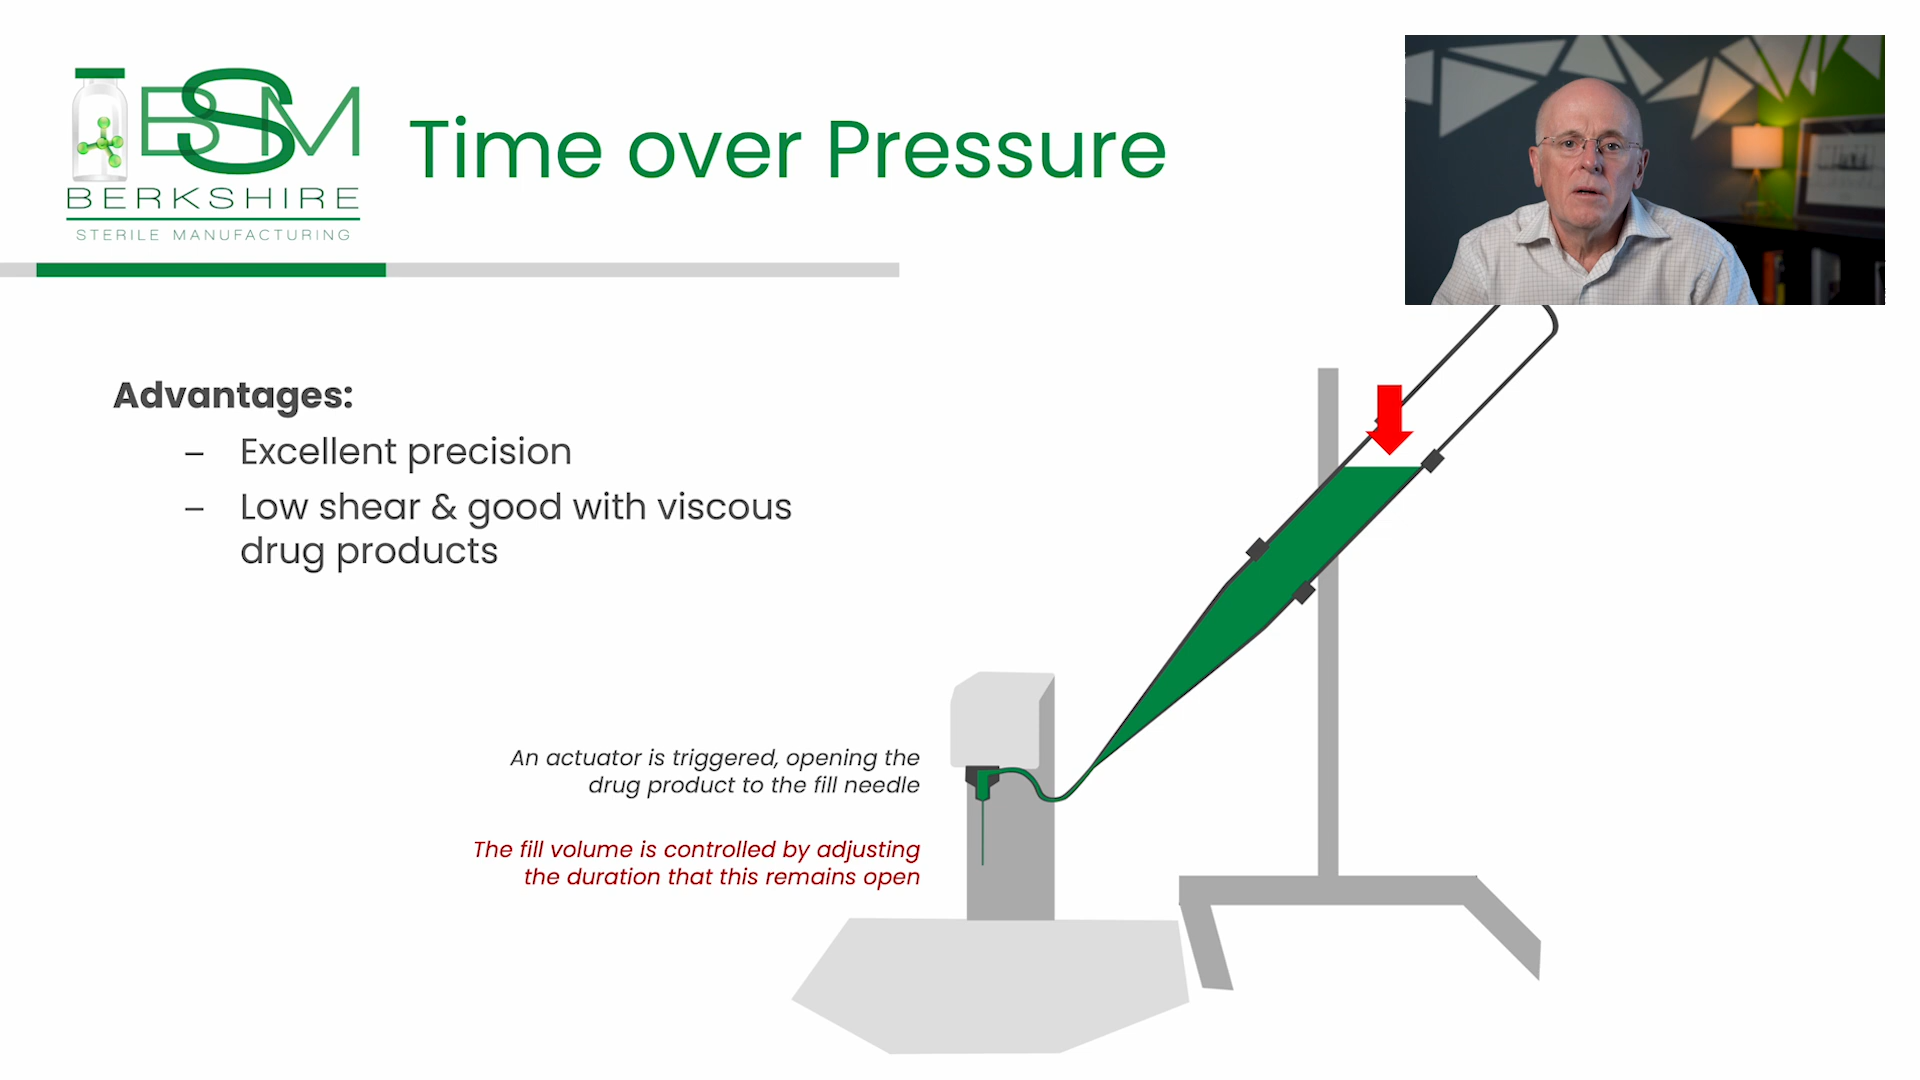 BSM
BERKSHIRE
STERILE MANUFACTURING
Time over Pressure
Advantages:
– Excellent precision
– Low shear & good with viscous
drug products
An actuator is triggered, opening the
drug product to the fill needle
The fill volume is controlled by adjusting
the duration that this remains open